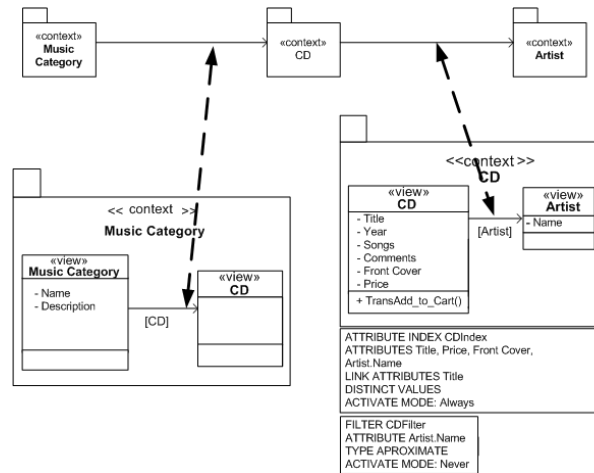 «context»
Music
Category
«context»
CD
«context»
Artist
<< context >>
Music Category
«view»
Music Category
- Name
- Description
[CD]
«view»
CD
<<context >>
CD
«view»
CD
- Title
- Year
- Songs
- Comments
- Front Cover
- Price
+ TransAdd_to_Cart()
[Artist]
«view»
Artist
- Name
ATTRIBUTE INDEX CDIndex
ATTRIBUTES Title, Price, Front Cover,
Artist.Name
LINK ATTRIBUTES Title
DISTINCT VALUES
ACTIVATE MODE: Always
FILTER CDFilter
ATTRIBUTE Artist.Name
TYPE APROXIMATE
ACTIVATE MODE: Never